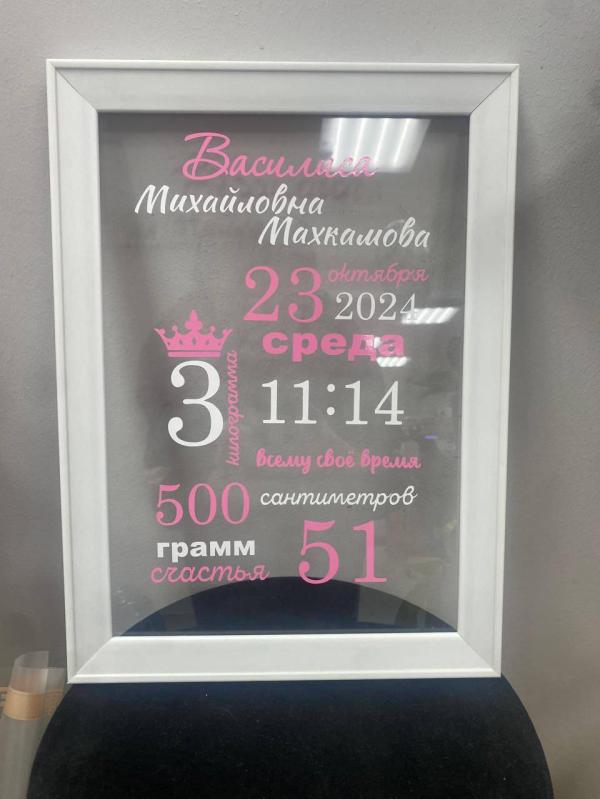 Василиса
Михайловна
Махкамова
23 октября
2024
среда
3 килограмма
11:14
всему своё время
500
грамм
счастья
сантиметров
51